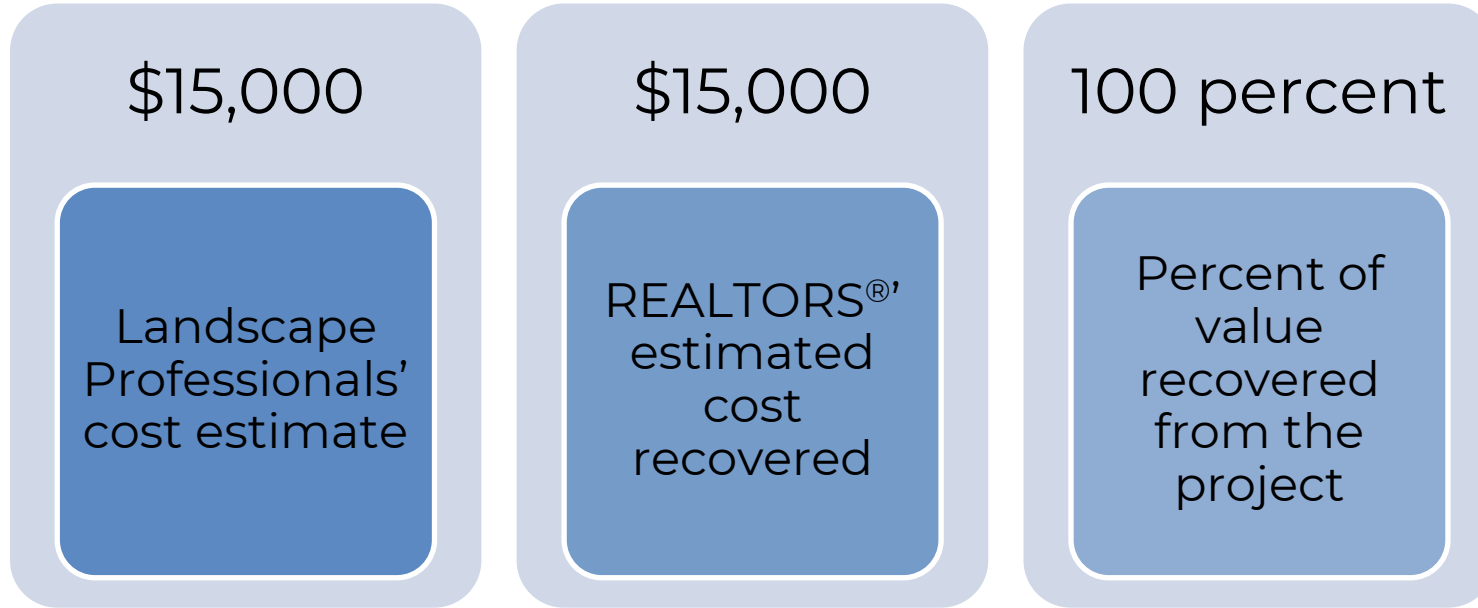 $15,000
Landscape
Professionals’
cost estimate
$15,000
REALTORS®’
estimated
cost
recovered
100 percent
Percent of
value
recovered
from the
project